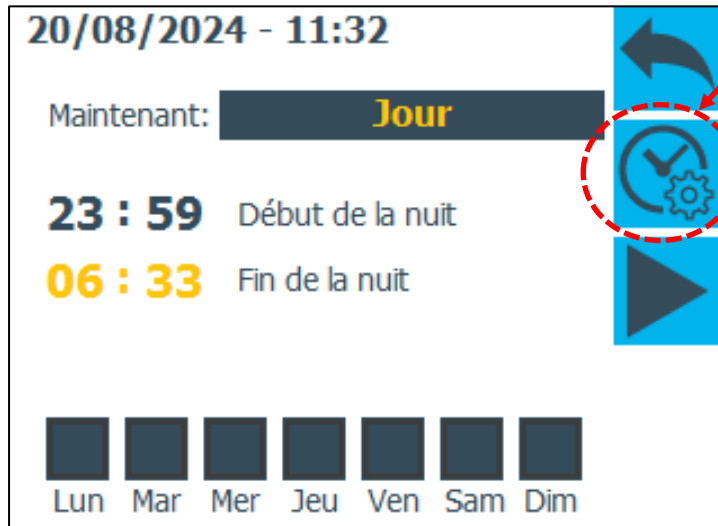 20/08/2024 - 11:32
Maintenant: Jour
23 : 59 Début de la nuit
06 : 33 Fin de la nuit
Lun Mar Mer Jeu Ven Sam Dim